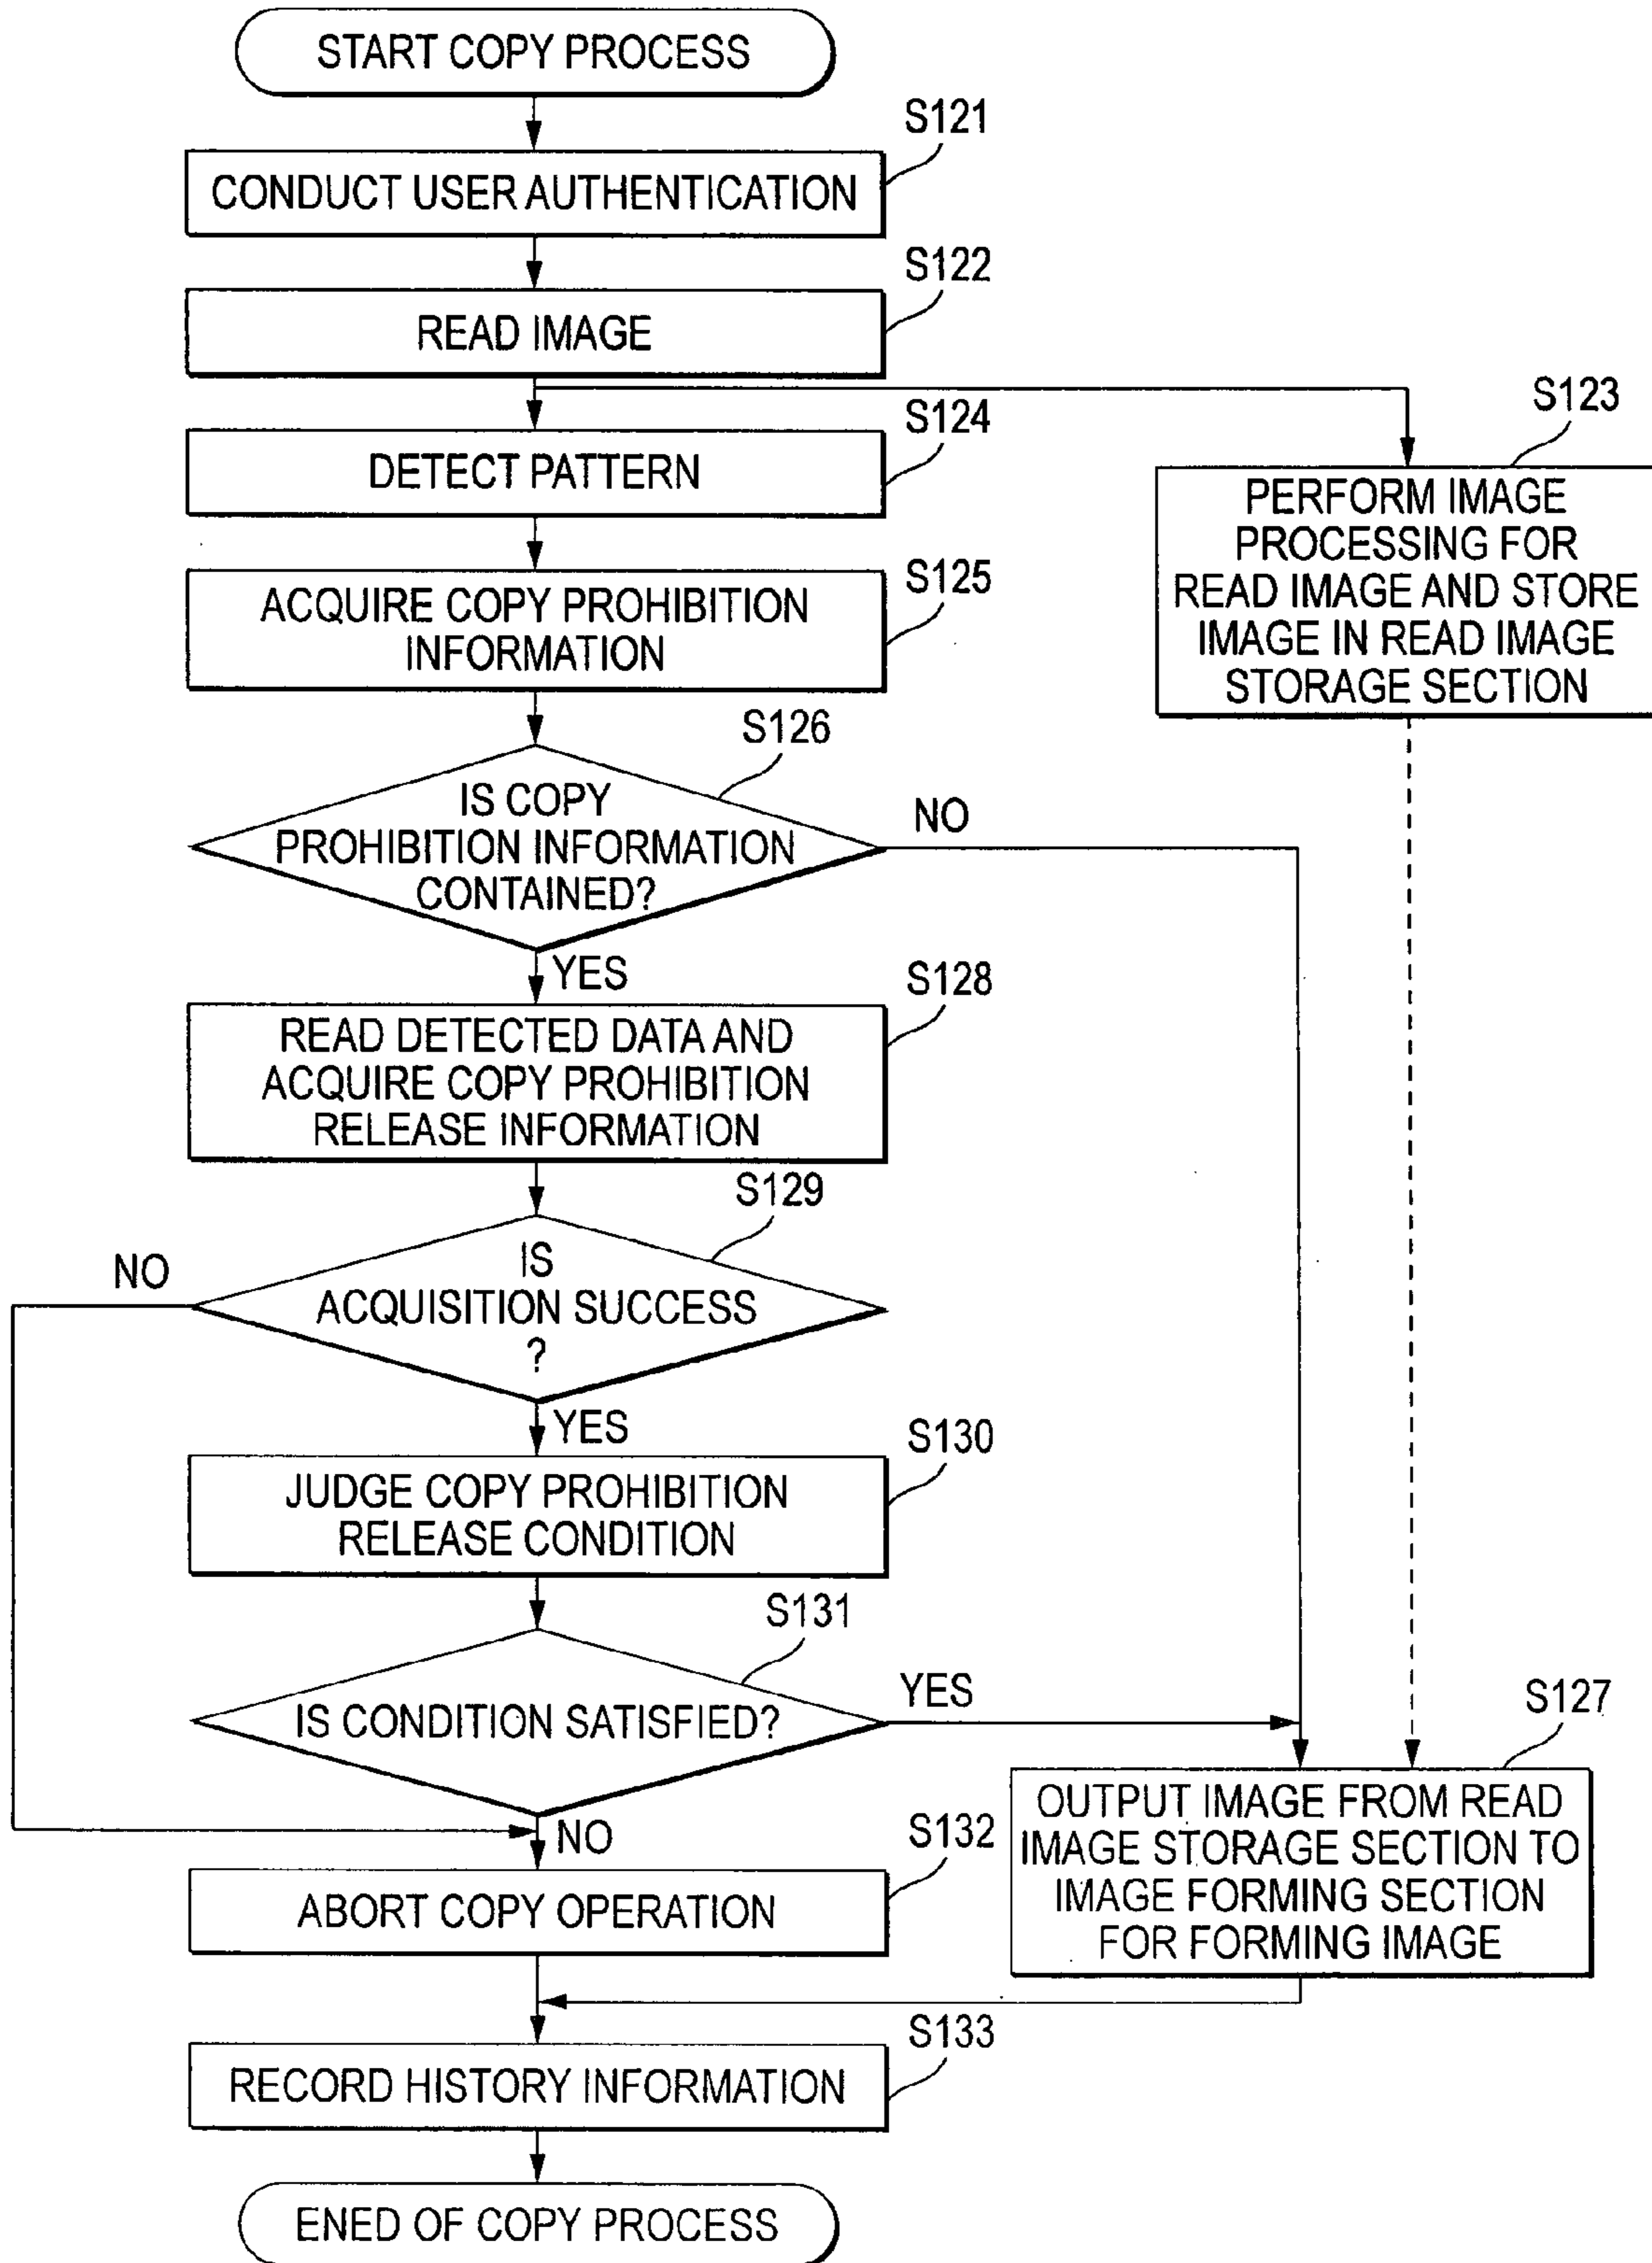 START COPY PROCESS
S121
CONDUCT USER AUTHENTICATION
S122
READ IMAGE
S123
PERFORM IMAGE
PROCESSING FOR
READ IMAGE AND STORE
IMAGE IN READ IMAGE
STORAGE SECTION
S124
DETECT PATTERN
S125
ACQUIRE COPY PROHIBITION
INFORMATION
S126
IS COPY
PROHIBITION INFORMATION
CONTAINED?
NO
YES
S128
READ DETECTED DATA AND
ACQUIRE COPY PROHIBITION
RELEASE INFORMATION
S129
IS
ACQUISITION SUCCESS
?
NO
YES
S130
JUDGE COPY PROHIBITION
RELEASE CONDITION
S131
IS CONDITION SATISFIED?
YES
NO
S127
OUTPUT IMAGE FROM READ
IMAGE STORAGE SECTION TO
IMAGE FORMING SECTION
FOR FORMING IMAGE
S132
ABORT COPY OPERATION
S133
RECORD HISTORY INFORMATION
ENED OF COPY PROCESS